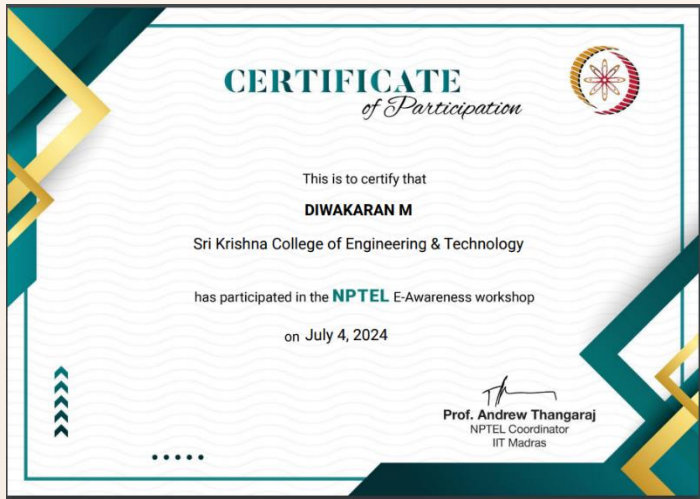 CERTIFICATE
of Participation
This is to certify that
DIWAKARAN M
Sri Krishna College of Engineering & Technology
has participated in the NPTEL E-Awareness workshop
on July 4, 2024
Prof. Andrew Thangaraj
NPTEL Coordinator
IIT Madras